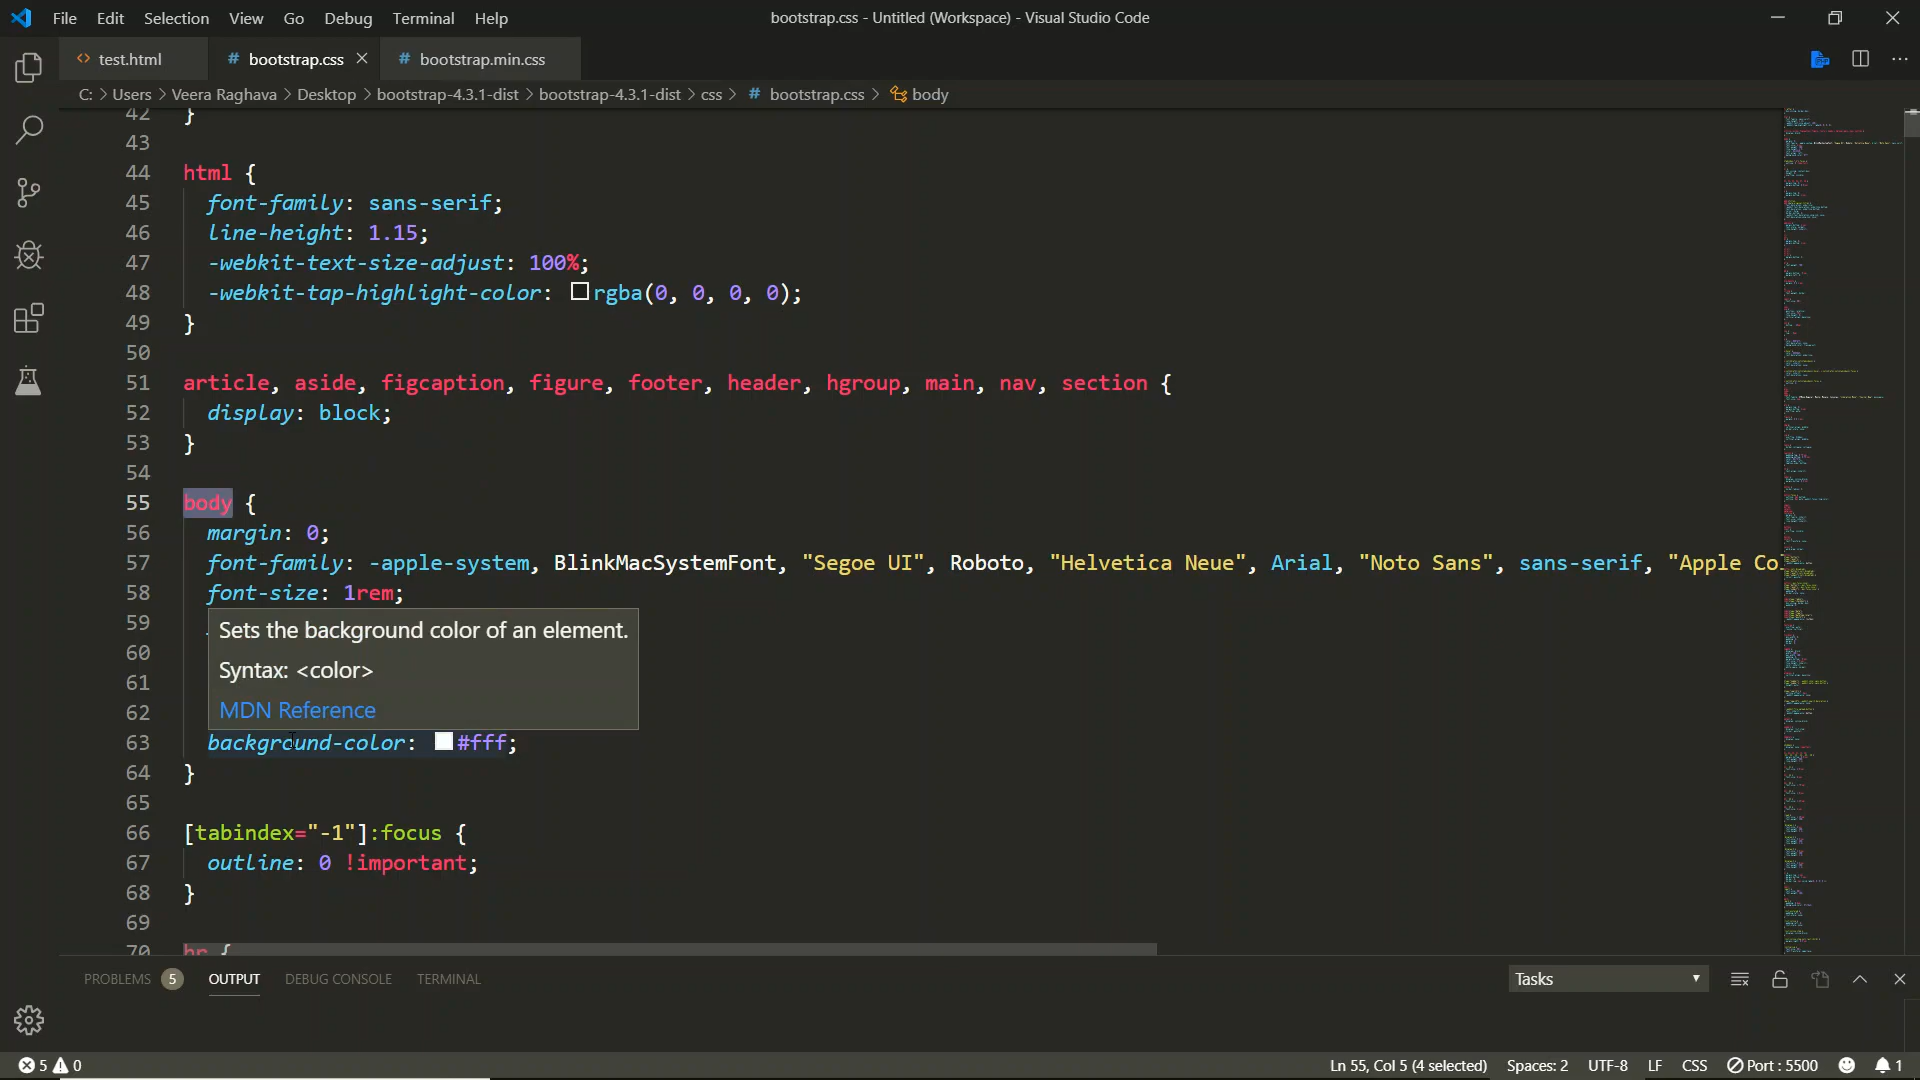 File Edit Selection View Go Debug Terminal Help
bootstrap.css - Untitled (Workspace) - Visual Studio Code
<> test.html # bootstrap.css # bootstrap.min.css
C: > Users > Veera Raghava > Desktop > bootstrap-4.3.1-dist > bootstrap-4.3.1-dist > css > # bootstrap.css > body
42 }
43
44 html {
45 font-family: sans-serif;
46 line-height: 1.15;
47 -webkit-text-size-adjust: 100%;
48 -webkit-tap-highlight-color: rgba(0, 0, 0, 0);
49 }
50
51 article, aside, figcaption, figure, footer, header, hgroup, main, nav, section {
52 display: block;
53 }
54
55 body {
56 margin: 0;
57 font-family: -apple-system, BlinkMacSystemFont, "Segoe UI", Roboto, "Helvetica Neue", Arial, "Noto Sans", sans-serif, "Apple Co
58 font-size: 1rem;
59
Sets the background color of an element.
60
Syntax: <color>
61
62
MDN Reference
63 background-color: #fff;
64 }
65
66 [tabindex="-1"]:focus {
67 outline: 0 !important;
68 }
69
70 hr {
PROBLEMS 5 OUTPUT DEBUG CONSOLE TERMINAL Tasks
5 0 Ln 55, Col 5 (4 selected) Spaces: 2 UTF-8 LF CSS Port : 5500 1